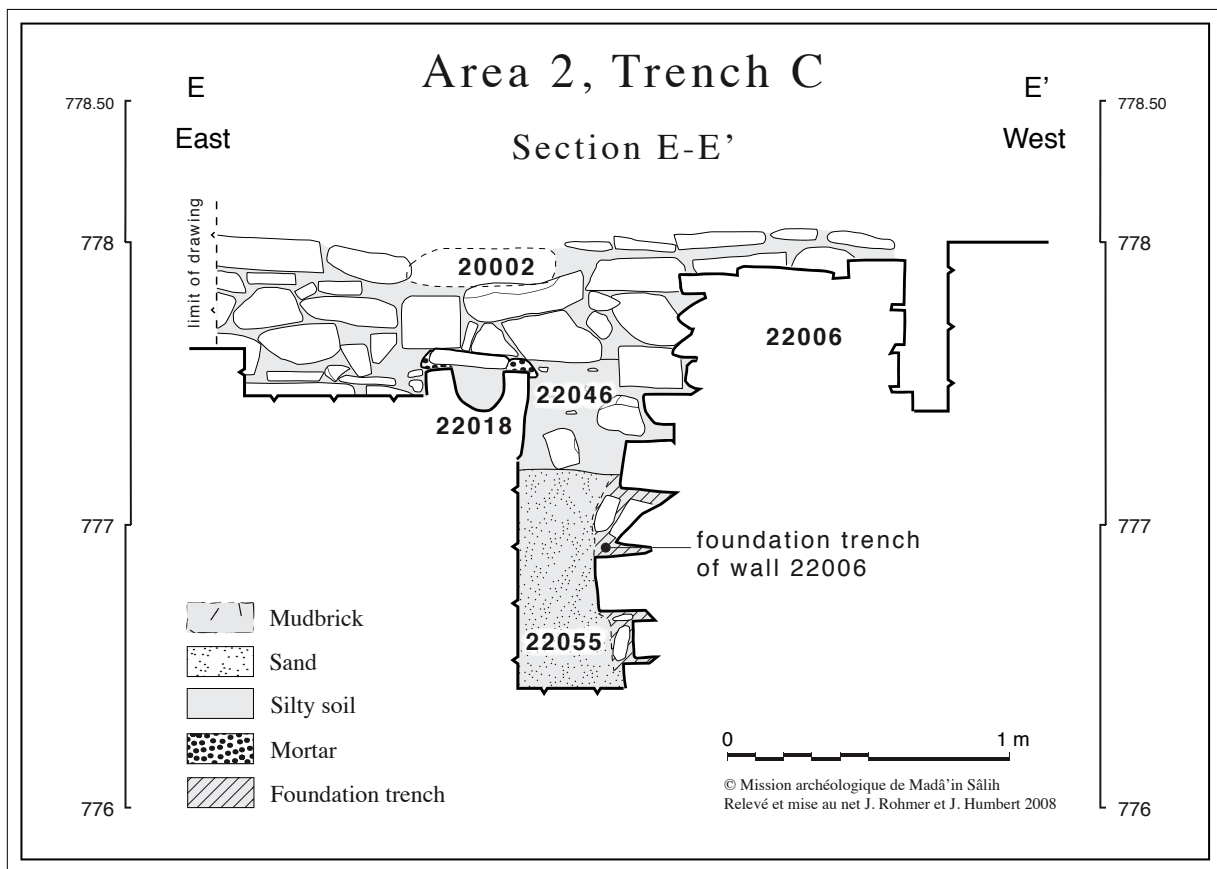 Area 2, Trench C
Section E-E’
E
East
E’
West
778.50
778
777
776
778.50
778
777
776
limit of drawing
20002
22006
22046
22018
22055
foundation trench
of wall 22006
Mudbrick
Sand
Silty soil
Mortar
Foundation trench
0
1 m
© Mission archéologique de Madâ’in Sâlih
Relevé et mise au net J. Rohmer et J. Humbert 2008